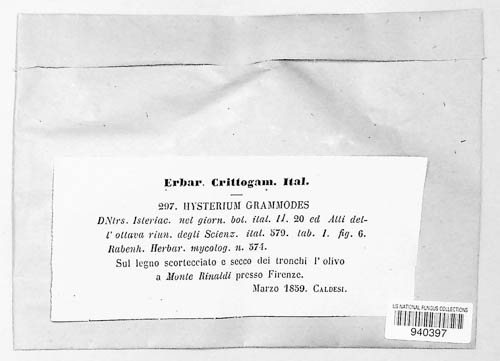 Erbar. Crittogam. Ital.
297. HYSTERIUM GRAMMODES
DNtrs. Isteriac. nel giorn. bot. ital. II. 20 ed Atti del-
l' ottava riun. degli Scienz. ital. 579. tab. I. fig. 6.
Rabenh. Herbar. mycolog. n. 574.
Sul legno scortecciato e secco dei tronchi l' olivo
a Monte Rinaldi presso Firenze.
Marzo 1859. CALDESI.
US NATIONAL FUNGUS COLLECTIONS
940397